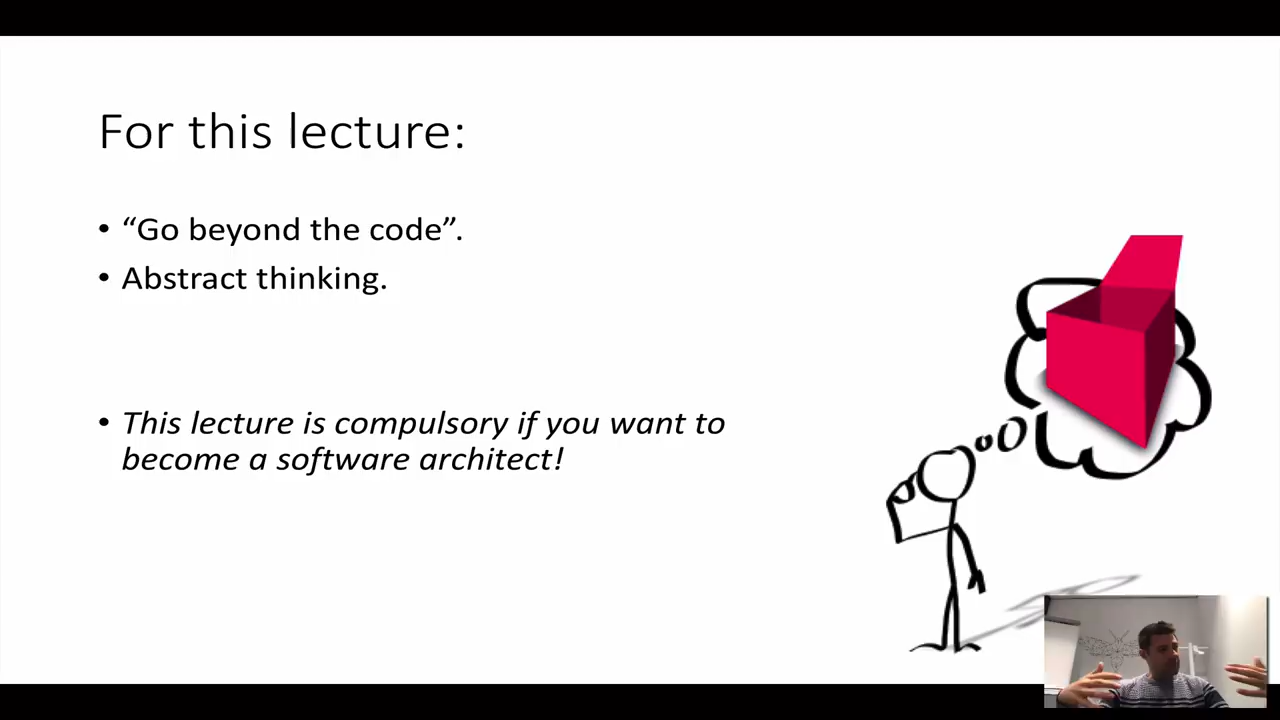 For this lecture:
• “Go beyond the code”.
• Abstract thinking.
• This lecture is compulsory if you want to
become a software architect!